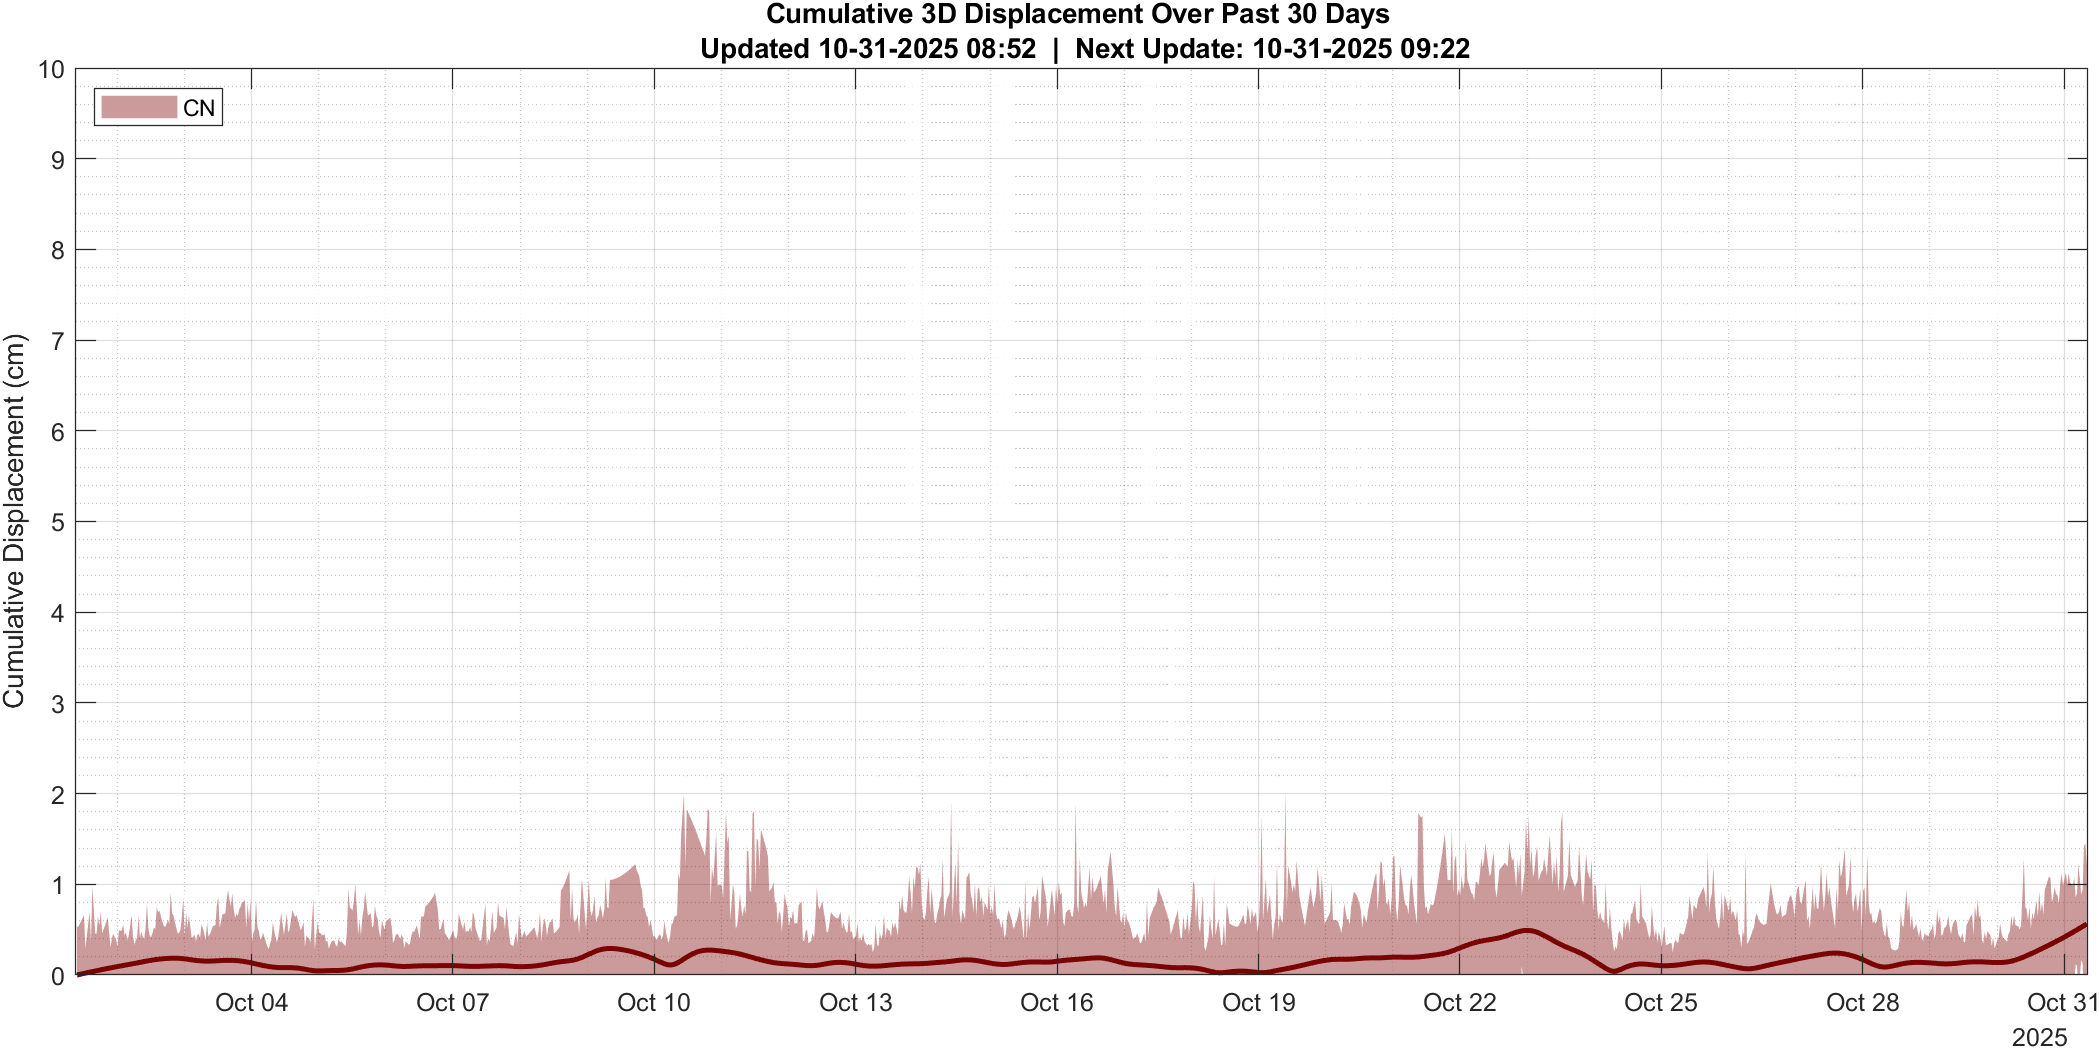 Cumulative 3D Displacement Over Past 30 Days
Updated 10-31-2025 08:52 | Next Update: 10-31-2025 09:22
CN
Cumulative Displacement (cm)
10
9
8
7
6
5
4
3
2
1
0
Oct 04 Oct 07 Oct 10 Oct 13 Oct 16 Oct 19 Oct 22 Oct 25 Oct 28 Oct 31
2025